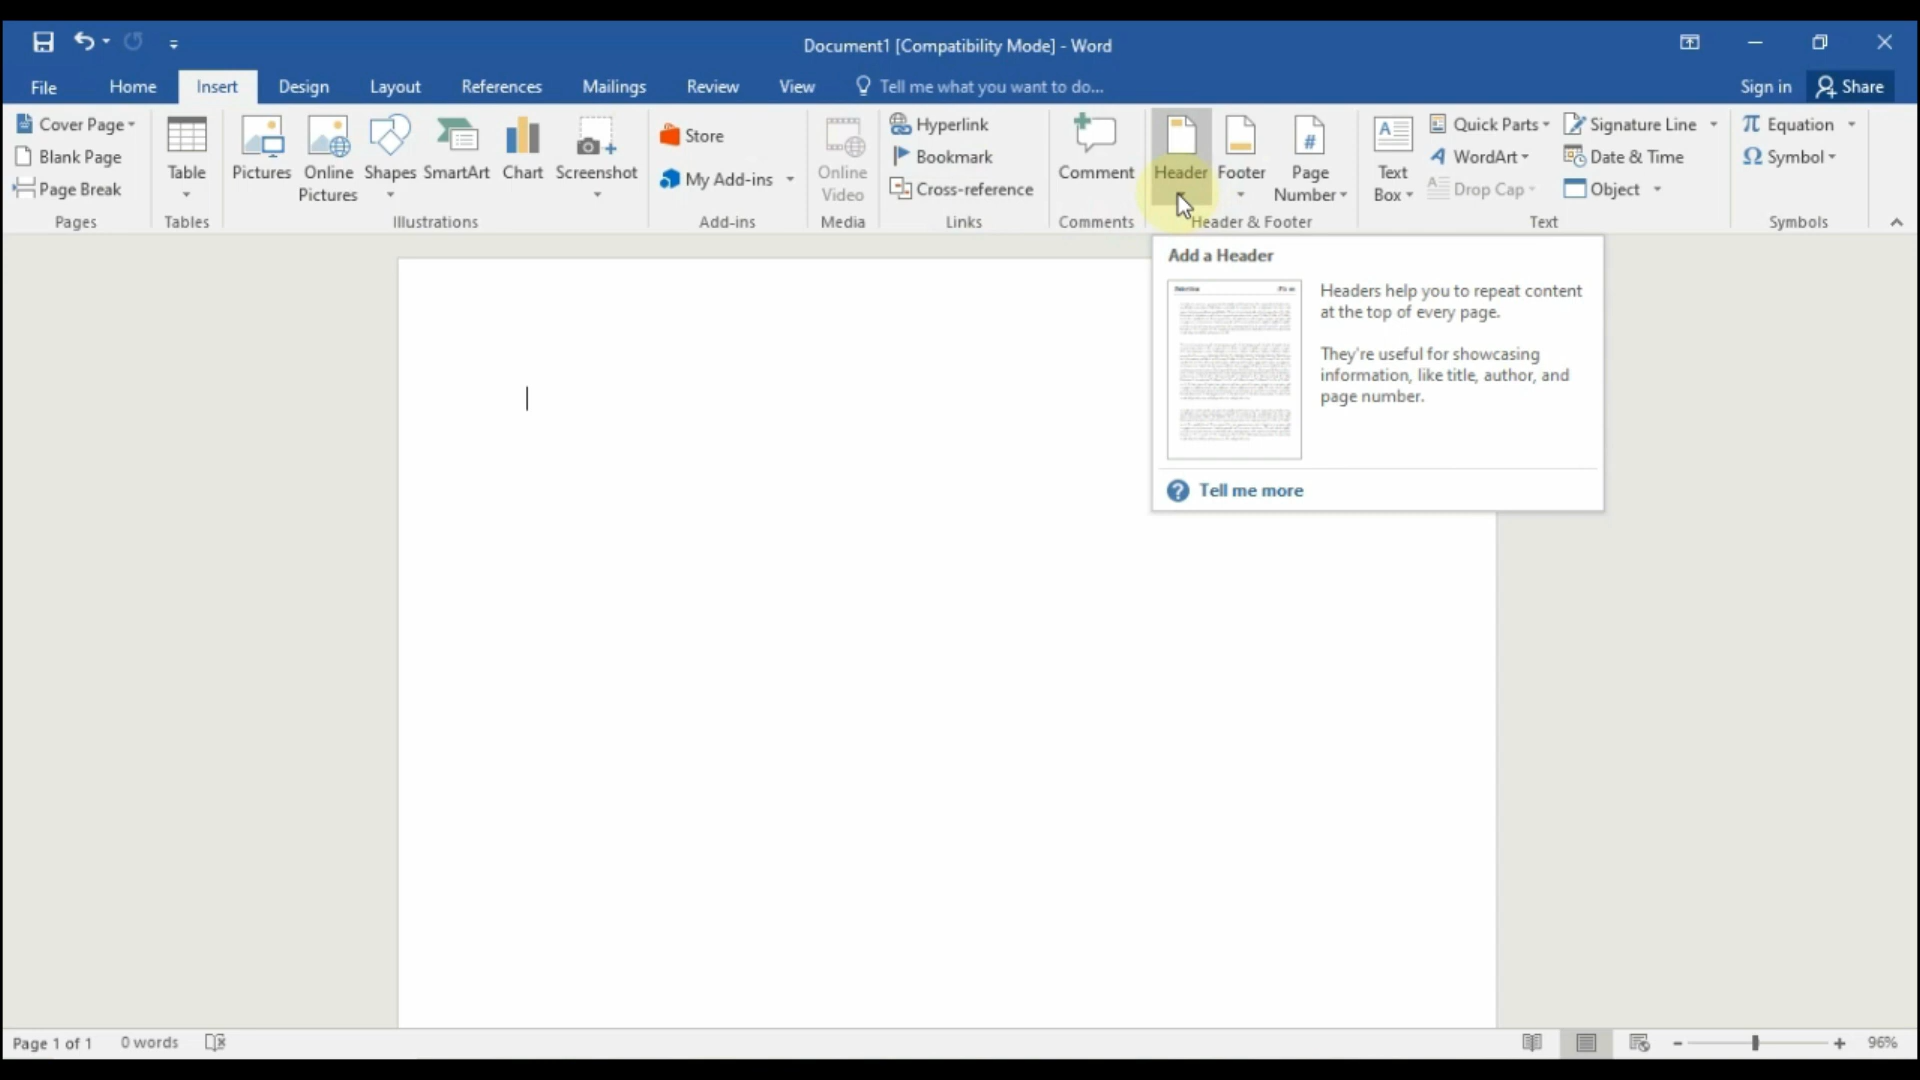 Document1 [Compatibility Mode] - Word
File Home Insert Design Layout References Mailings Review View Tell me what you want to do... Sign in Share
Cover Page
Blank Page
Page Break
Pages
Table
Tables
Pictures
Online
Pictures
Shapes
SmartArt
Chart
Screenshot
Illustrations
Store
My Add-ins
Add-ins
Online
Video
Media
Hyperlink
Bookmark
Cross-reference
Links
Comment
Comments
Header
Footer
Page
Number
Header & Footer
Text
Box
Quick Parts
WordArt
Drop Cap
Signature Line
Date & Time
Object
Text
Equation
Symbol
Symbols
Add a Header
Headers help you to repeat content
at the top of every page.
They're useful for showcasing
information, like title, author, and
page number.
Tell me more
Page 1 of 1 0 words 96%